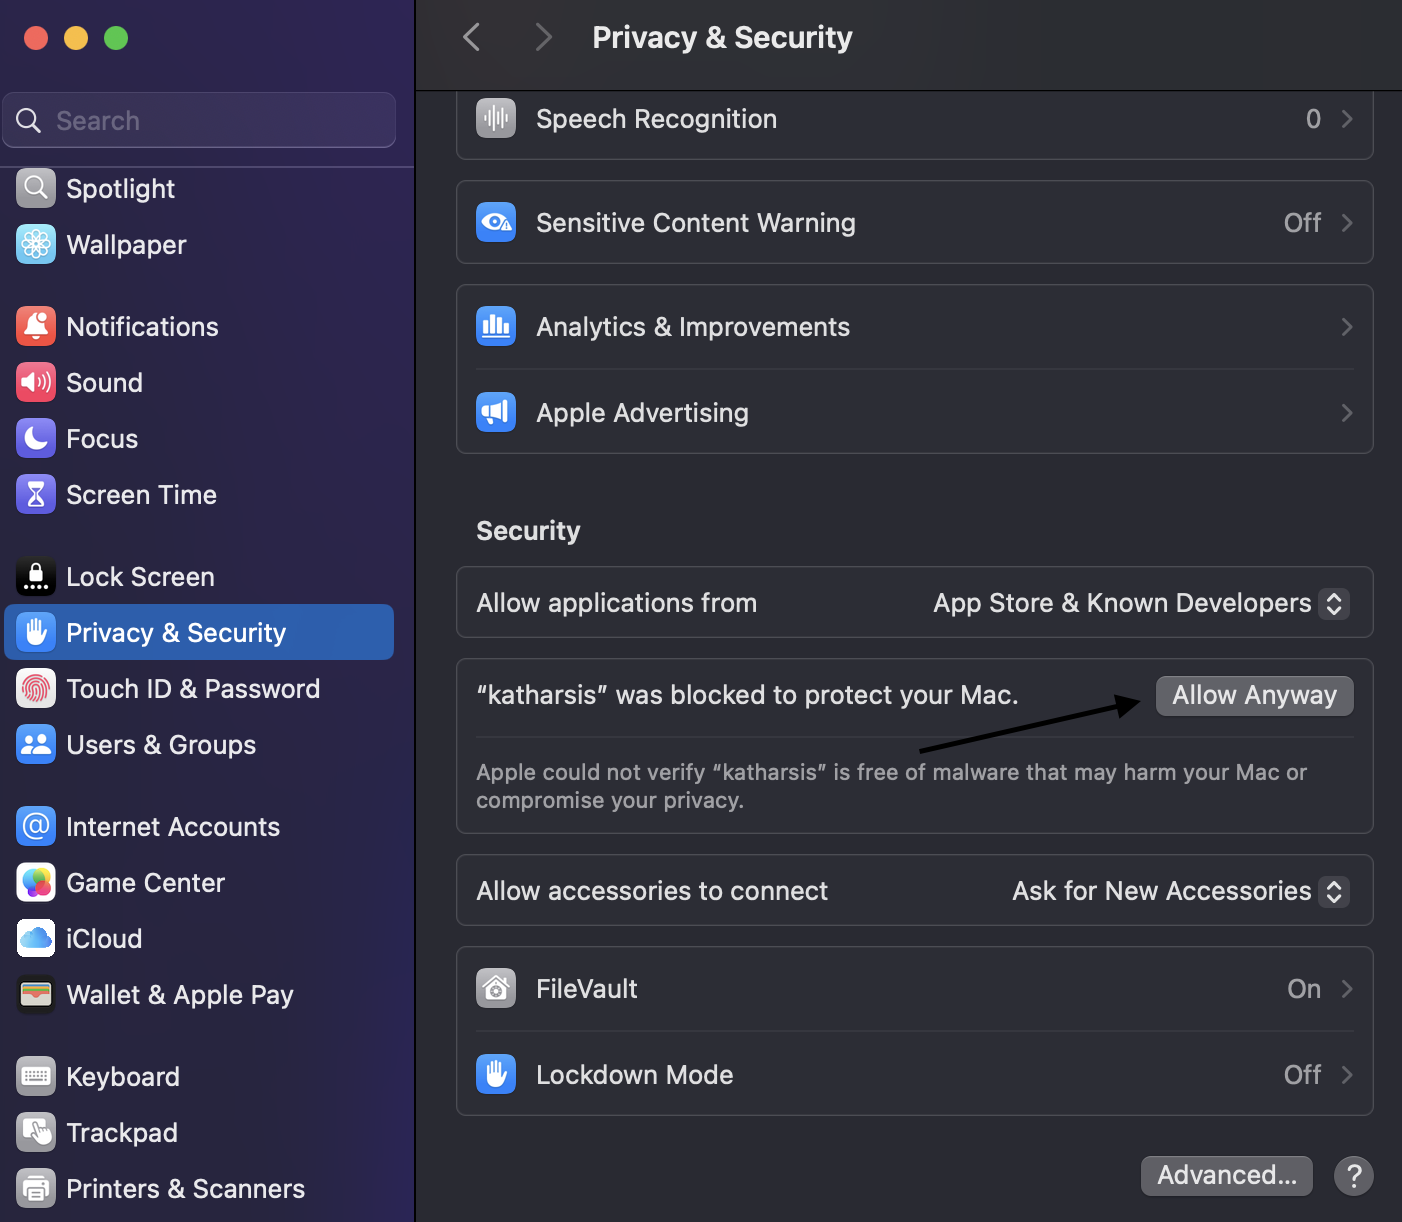 Privacy & Security
Search
Spotlight
Wallpaper
Notifications
Sound
Focus
Screen Time
Lock Screen
Privacy & Security
Touch ID & Password
Users & Groups
Internet Accounts
Game Center
iCloud
Wallet & Apple Pay
Keyboard
Trackpad
Printers & Scanners
Speech Recognition 0
Sensitive Content Warning Off
Analytics & Improvements
Apple Advertising
Security
Allow applications from App Store & Known Developers
“katharsis” was blocked to protect your Mac. Allow Anyway
Apple could not verify “katharsis” is free of malware that may harm your Mac or
compromise your privacy.
Allow accessories to connect Ask for New Accessories
FileVault On
Lockdown Mode Off
Advanced... ?